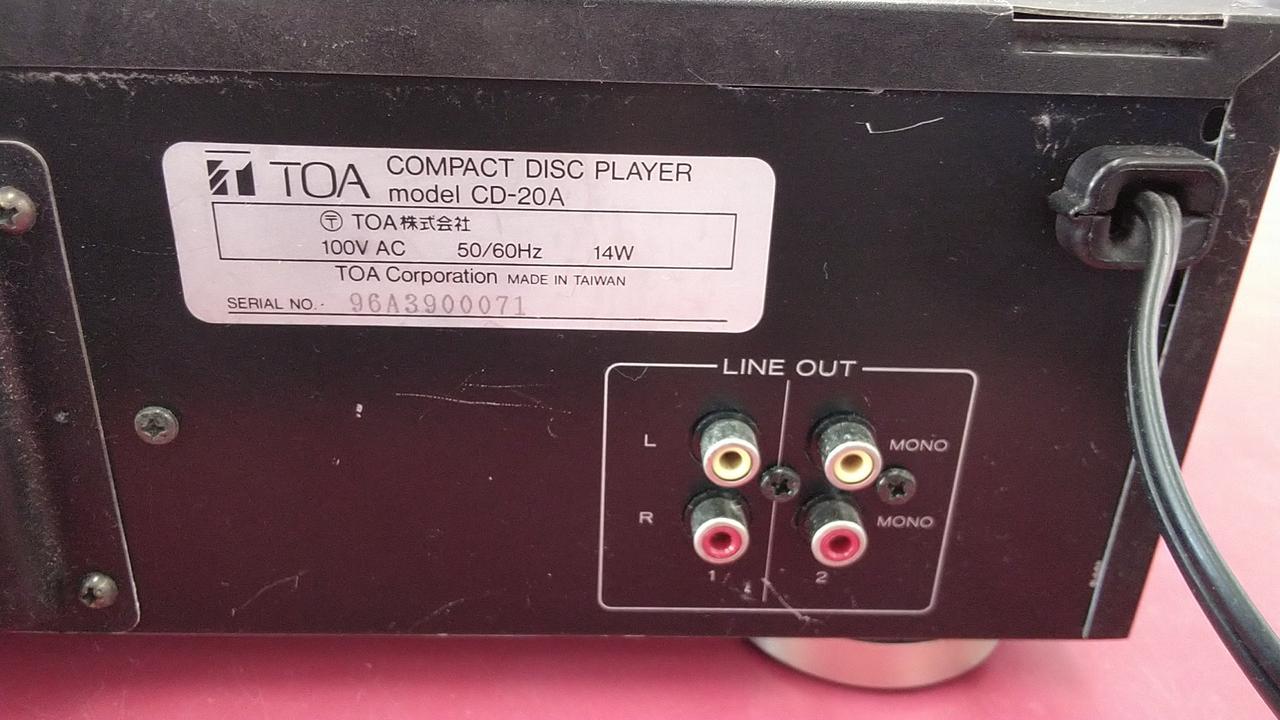 TOA COMPACT DISC PLAYER
model CD-20A
〒 TOA株式会社
100V AC 50/60Hz 14W
TOA Corporation MADE IN TAIWAN
SERIAL NO. 96A3900071
LINE OUT
L MONO
R MONO
1 2